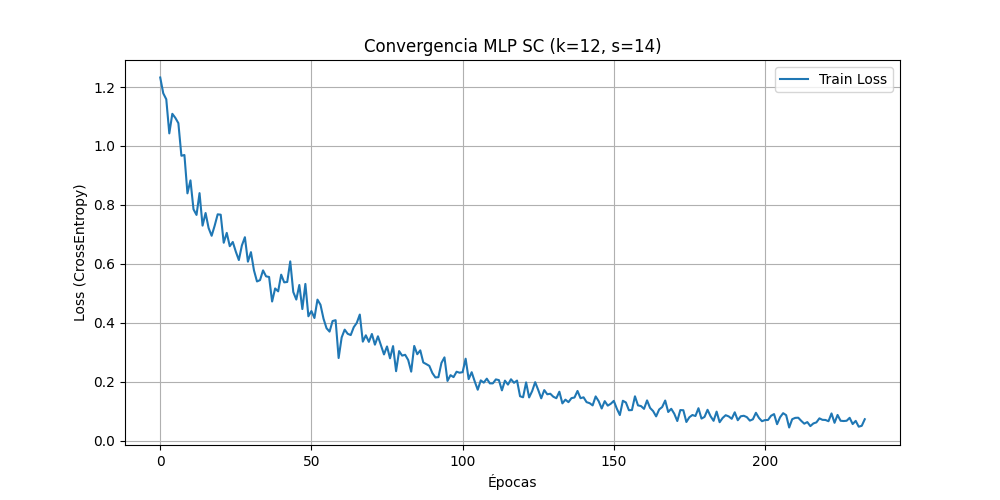 Convergencia MLP SC (k=12, s=14)
Train Loss
Loss (CrossEntropy)
1.2
1.0
0.8
0.6
0.4
0.2
0.0
0 50 100 150 200
Épocas